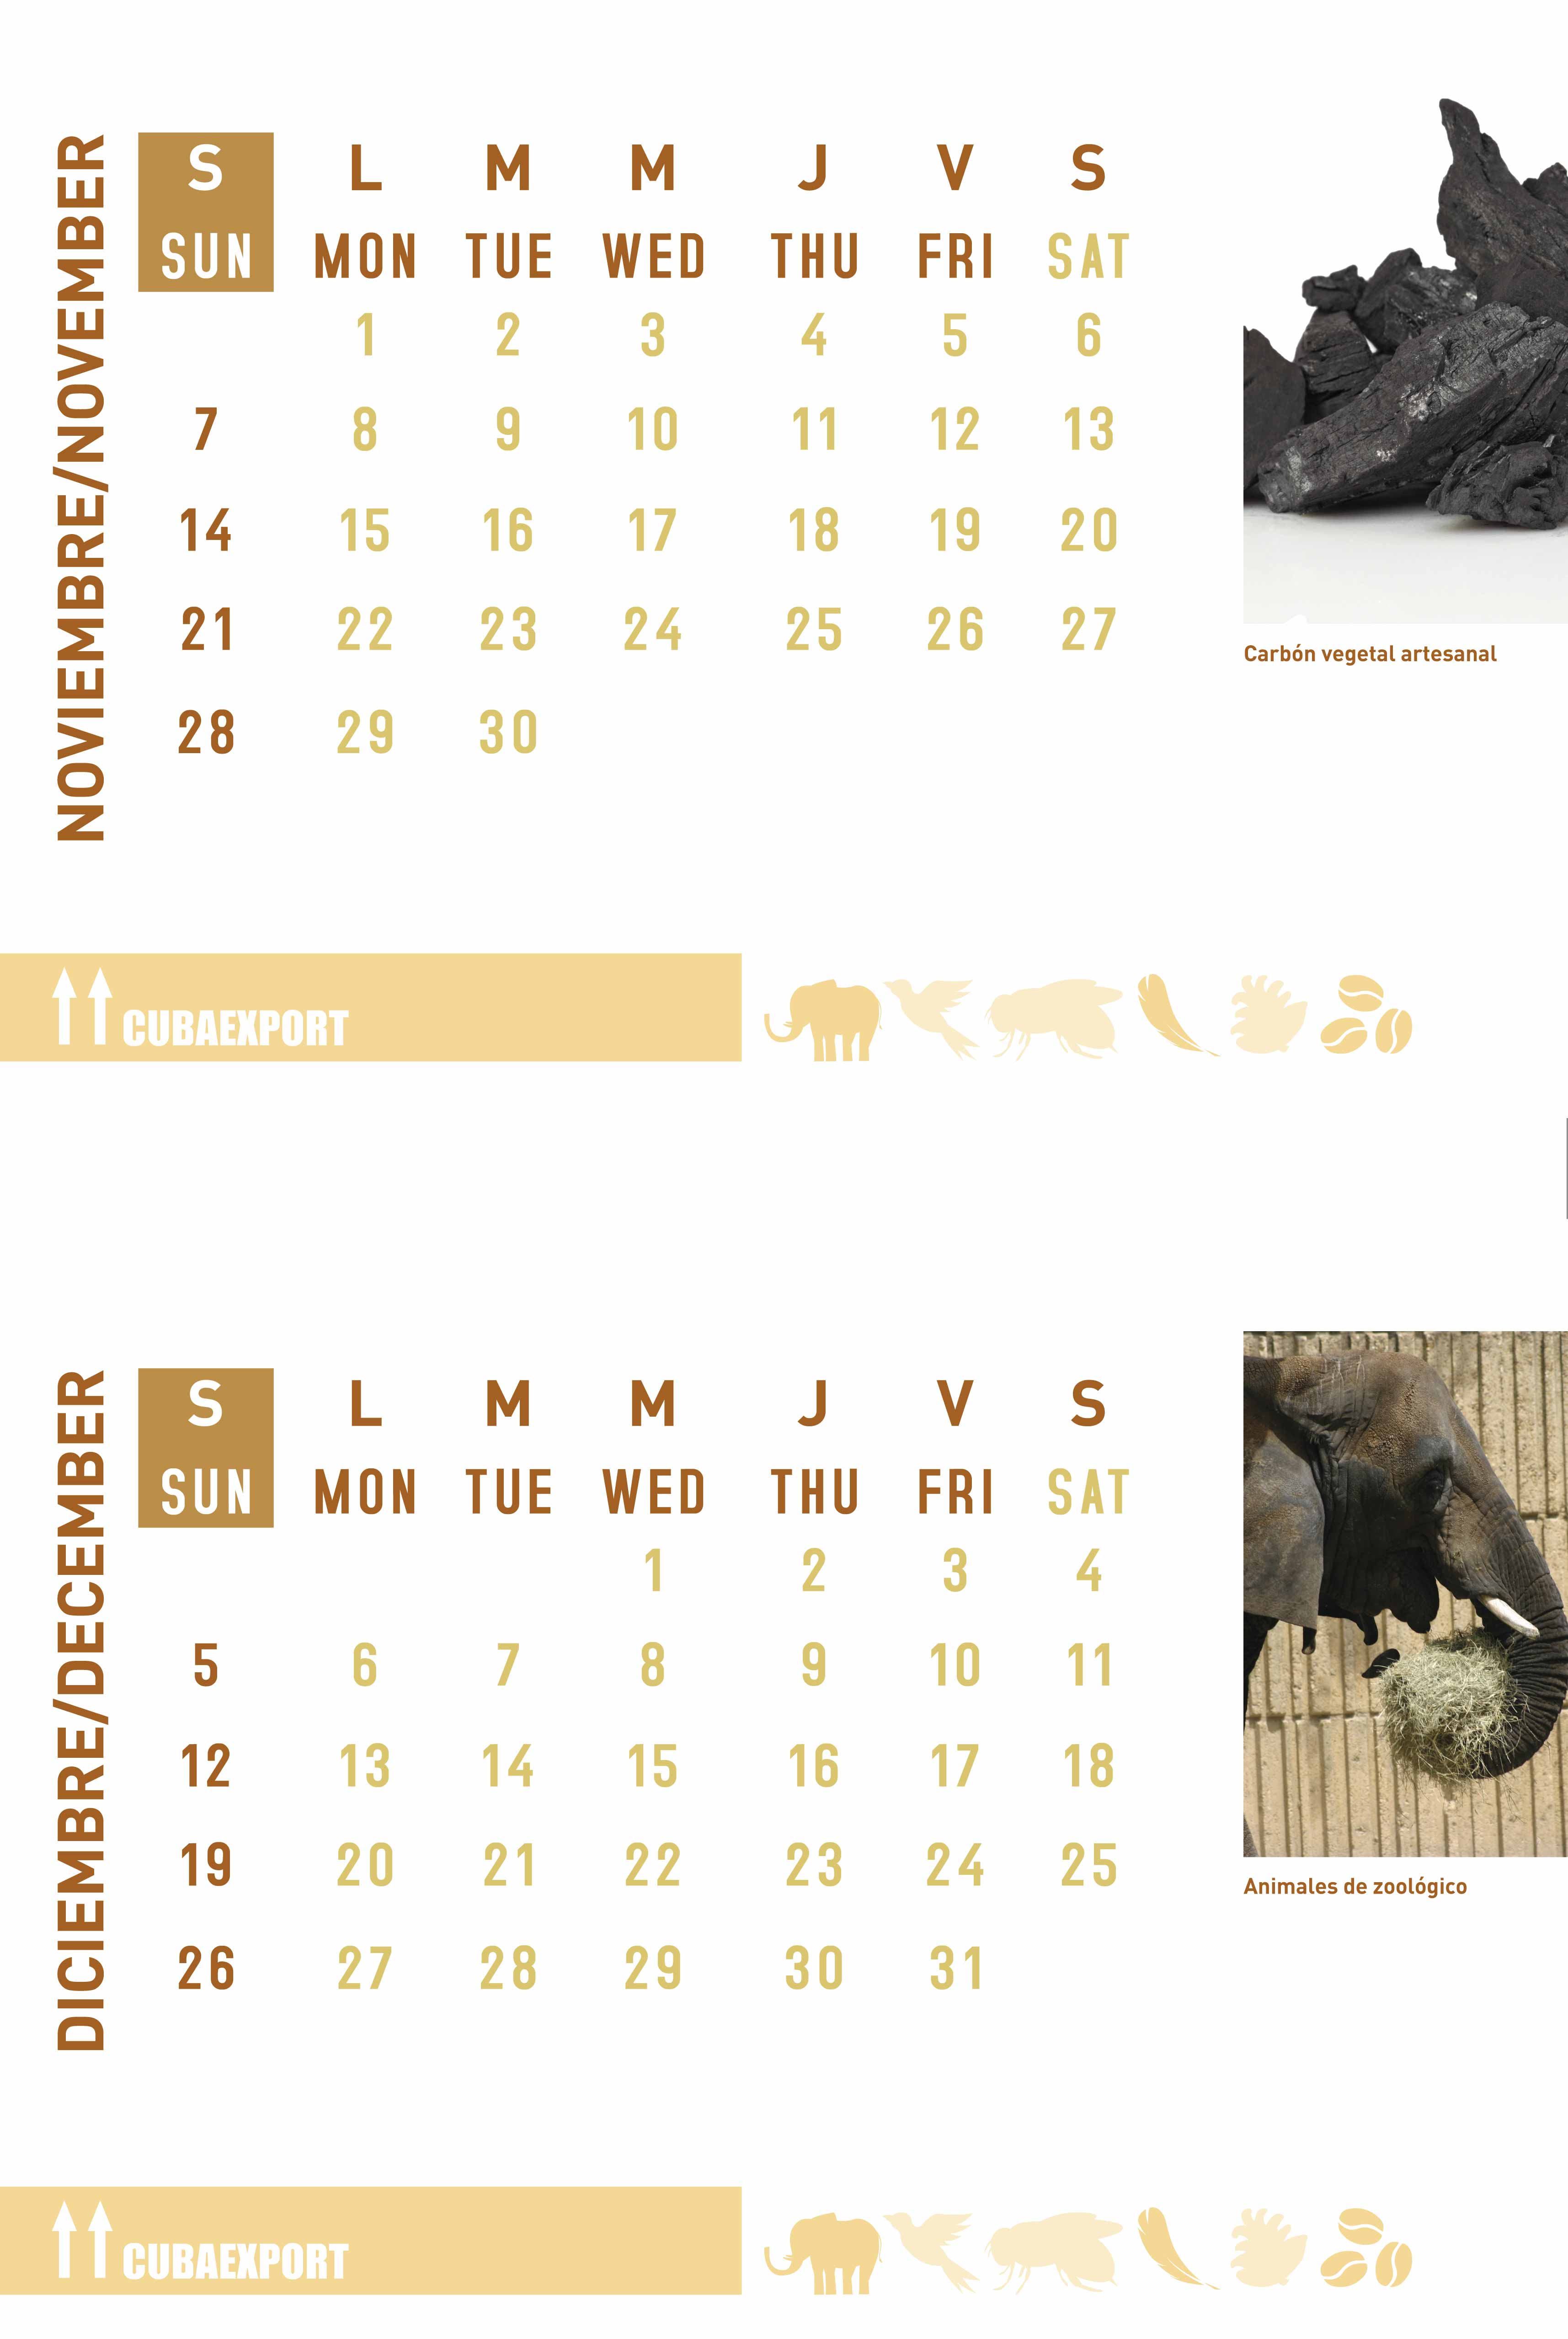 NOVIEMBRE/NOVEMBER
S L M M J V S
SUN MON TUE WED THU FRI SAT
1 2 3 4 5 6
7 8 9 10 11 12 13
14 15 16 17 18 19 20
21 22 23 24 25 26 27
28 29 30
Carbón vegetal artesanal
CUBAEXPORT
DICIEMBRE/DECEMBER
S L M M J V S
SUN MON TUE WED THU FRI SAT
1 2 3 4
5 6 7 8 9 10 11
12 13 14 15 16 17 18
19 20 21 22 23 24 25
26 27 28 29 30 31
Animales de zoológico
CUBAEXPORT